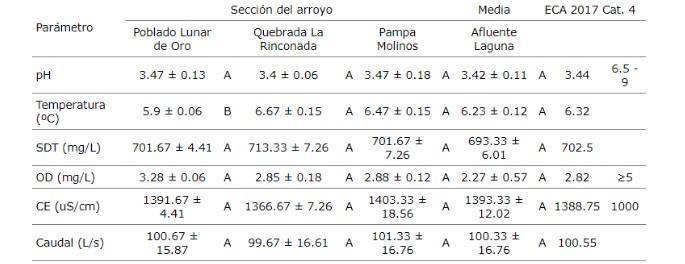 Parámetro Sección del arroyo Media ECA 2017 Cat. 4
Poblado Lunar de Oro Quebrada La Rinconada Pampa Molinos Afluente Laguna
pH 3.47 ± 0.13 A 3.4 ± 0.06 A 3.47 ± 0.18 A 3.42 ± 0.11 A 3.44 6.5 - 9
Temperatura (ºC) 5.9 ± 0.06 B 6.67 ± 0.15 A 6.47 ± 0.15 A 6.23 ± 0.12 A 6.32
SDT (mg/L) 701.67 ± 4.41 A 713.33 ± 7.26 A 701.67 ± 7.26 A 693.33 ± 6.01 A 702.5
OD (mg/L) 3.28 ± 0.06 A 2.85 ± 0.18 A 2.88 ± 0.12 A 2.27 ± 0.57 A 2.82 ≥5
CE (uS/cm) 1391.67 ± 4.41 A 1366.67 ± 7.26 A 1403.33 ± 18.56 A 1393.33 ± 12.02 A 1388.75 1000
Caudal (L/s) 100.67 ± 15.87 A 99.67 ± 16.61 A 101.33 ± 16.76 A 100.33 ± 16.76 A 100.55